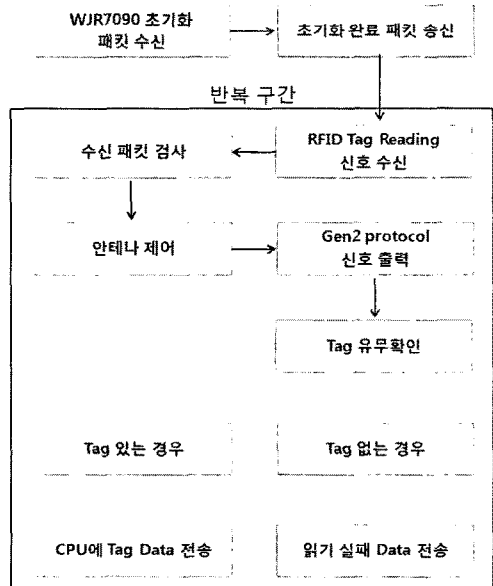 WJR7090 초기화
패킷 수신
초기화 완료 패킷 송신
반복 구간
RFID Tag Reading
신호 수신
수신 패킷 검사
안테나 제어
Gen2 protocol
신호 출력
Tag 유무확인
Tag 있는 경우
Tag 없는 경우
CPU에 Tag Data 전송
읽기 실패 Data 전송